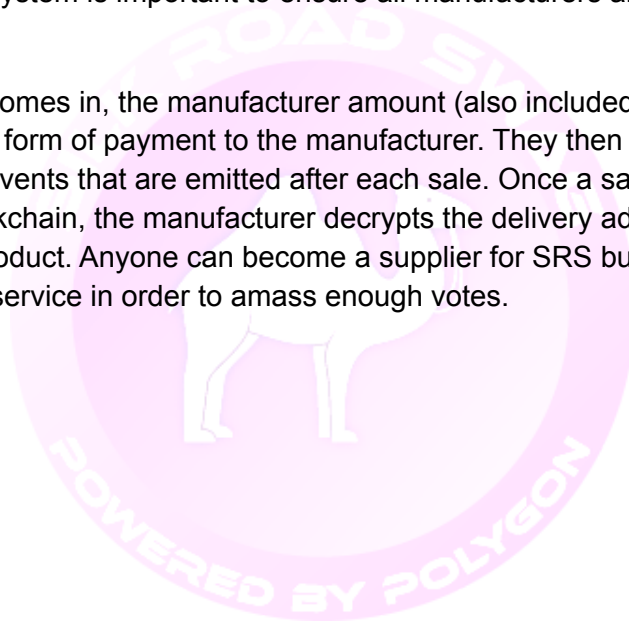 ystem is important to ensure all manufacturers a
ROAD
omes in, the manufacturer amount (also included
form of payment to the manufacturer. They then
vents that are emitted after each sale. Once a sa
kchain, the manufacturer decrypts the delivery ad
oduct. Anyone can become a supplier for SRS bu
service in order to amass enough votes.
POWERED BY POLYGON